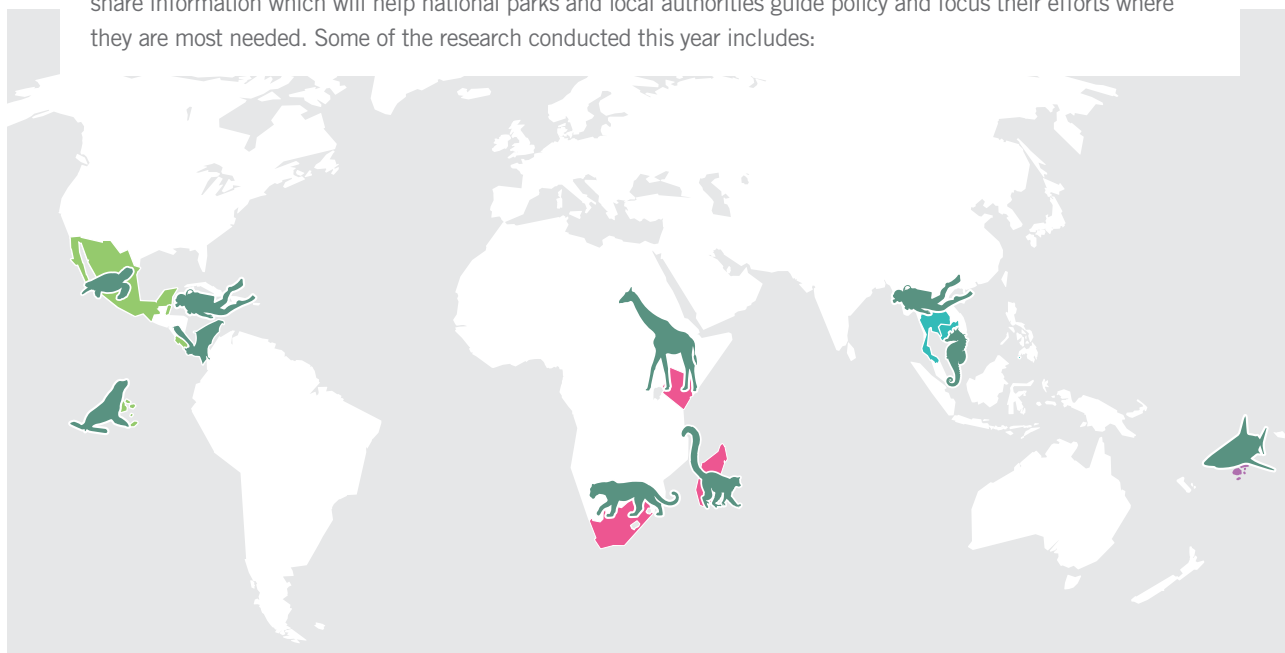 share information which will help national parks and local authorities guide policy and focus their efforts where
they are most needed. Some of the research conducted this year includes: